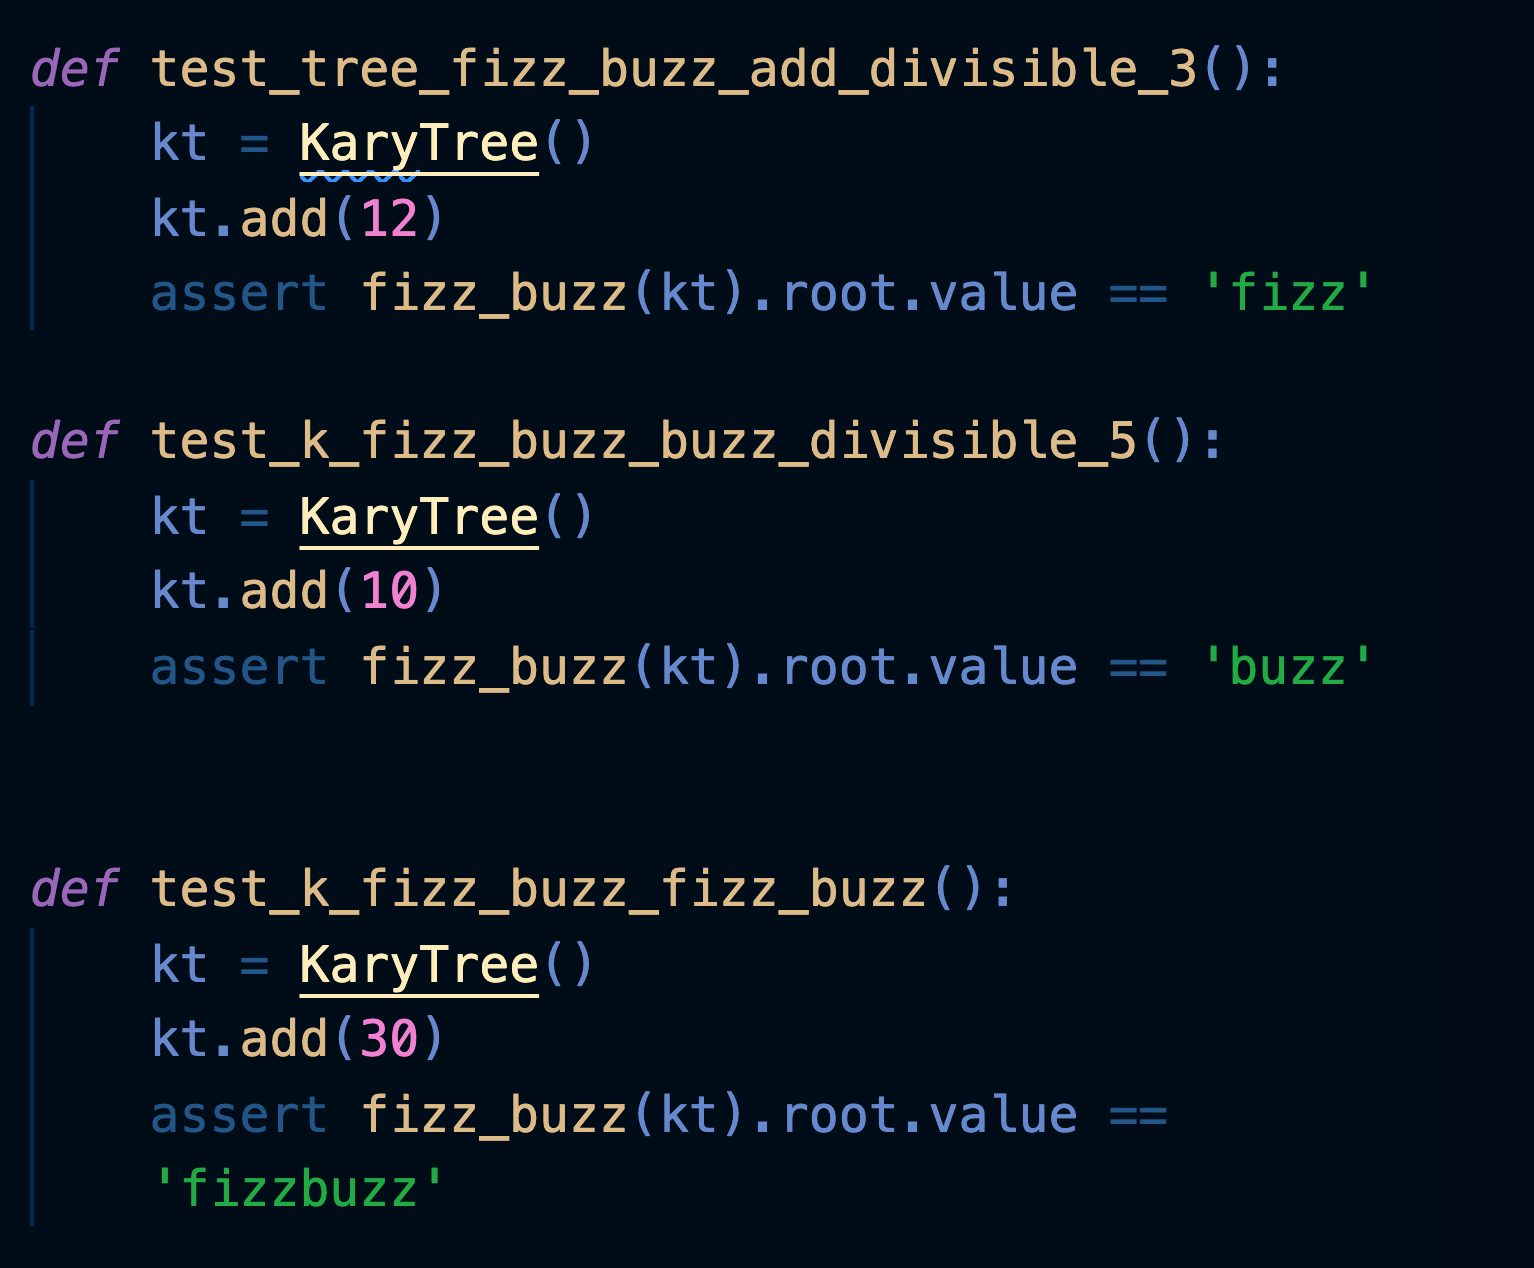 def test_tree_fizz_buzz_add_divisible_3():
    kt = KaryTree()
    kt.add(12)
    assert fizz_buzz(kt).root.value == 'fizz'

def test_k_fizz_buzz_buzz_divisible_5():
    kt = KaryTree()
    kt.add(10)
    assert fizz_buzz(kt).root.value == 'buzz'

def test_k_fizz_buzz_fizz_buzz():
    kt = KaryTree()
    kt.add(30)
    assert fizz_buzz(kt).root.value ==
    'fizzbuzz'